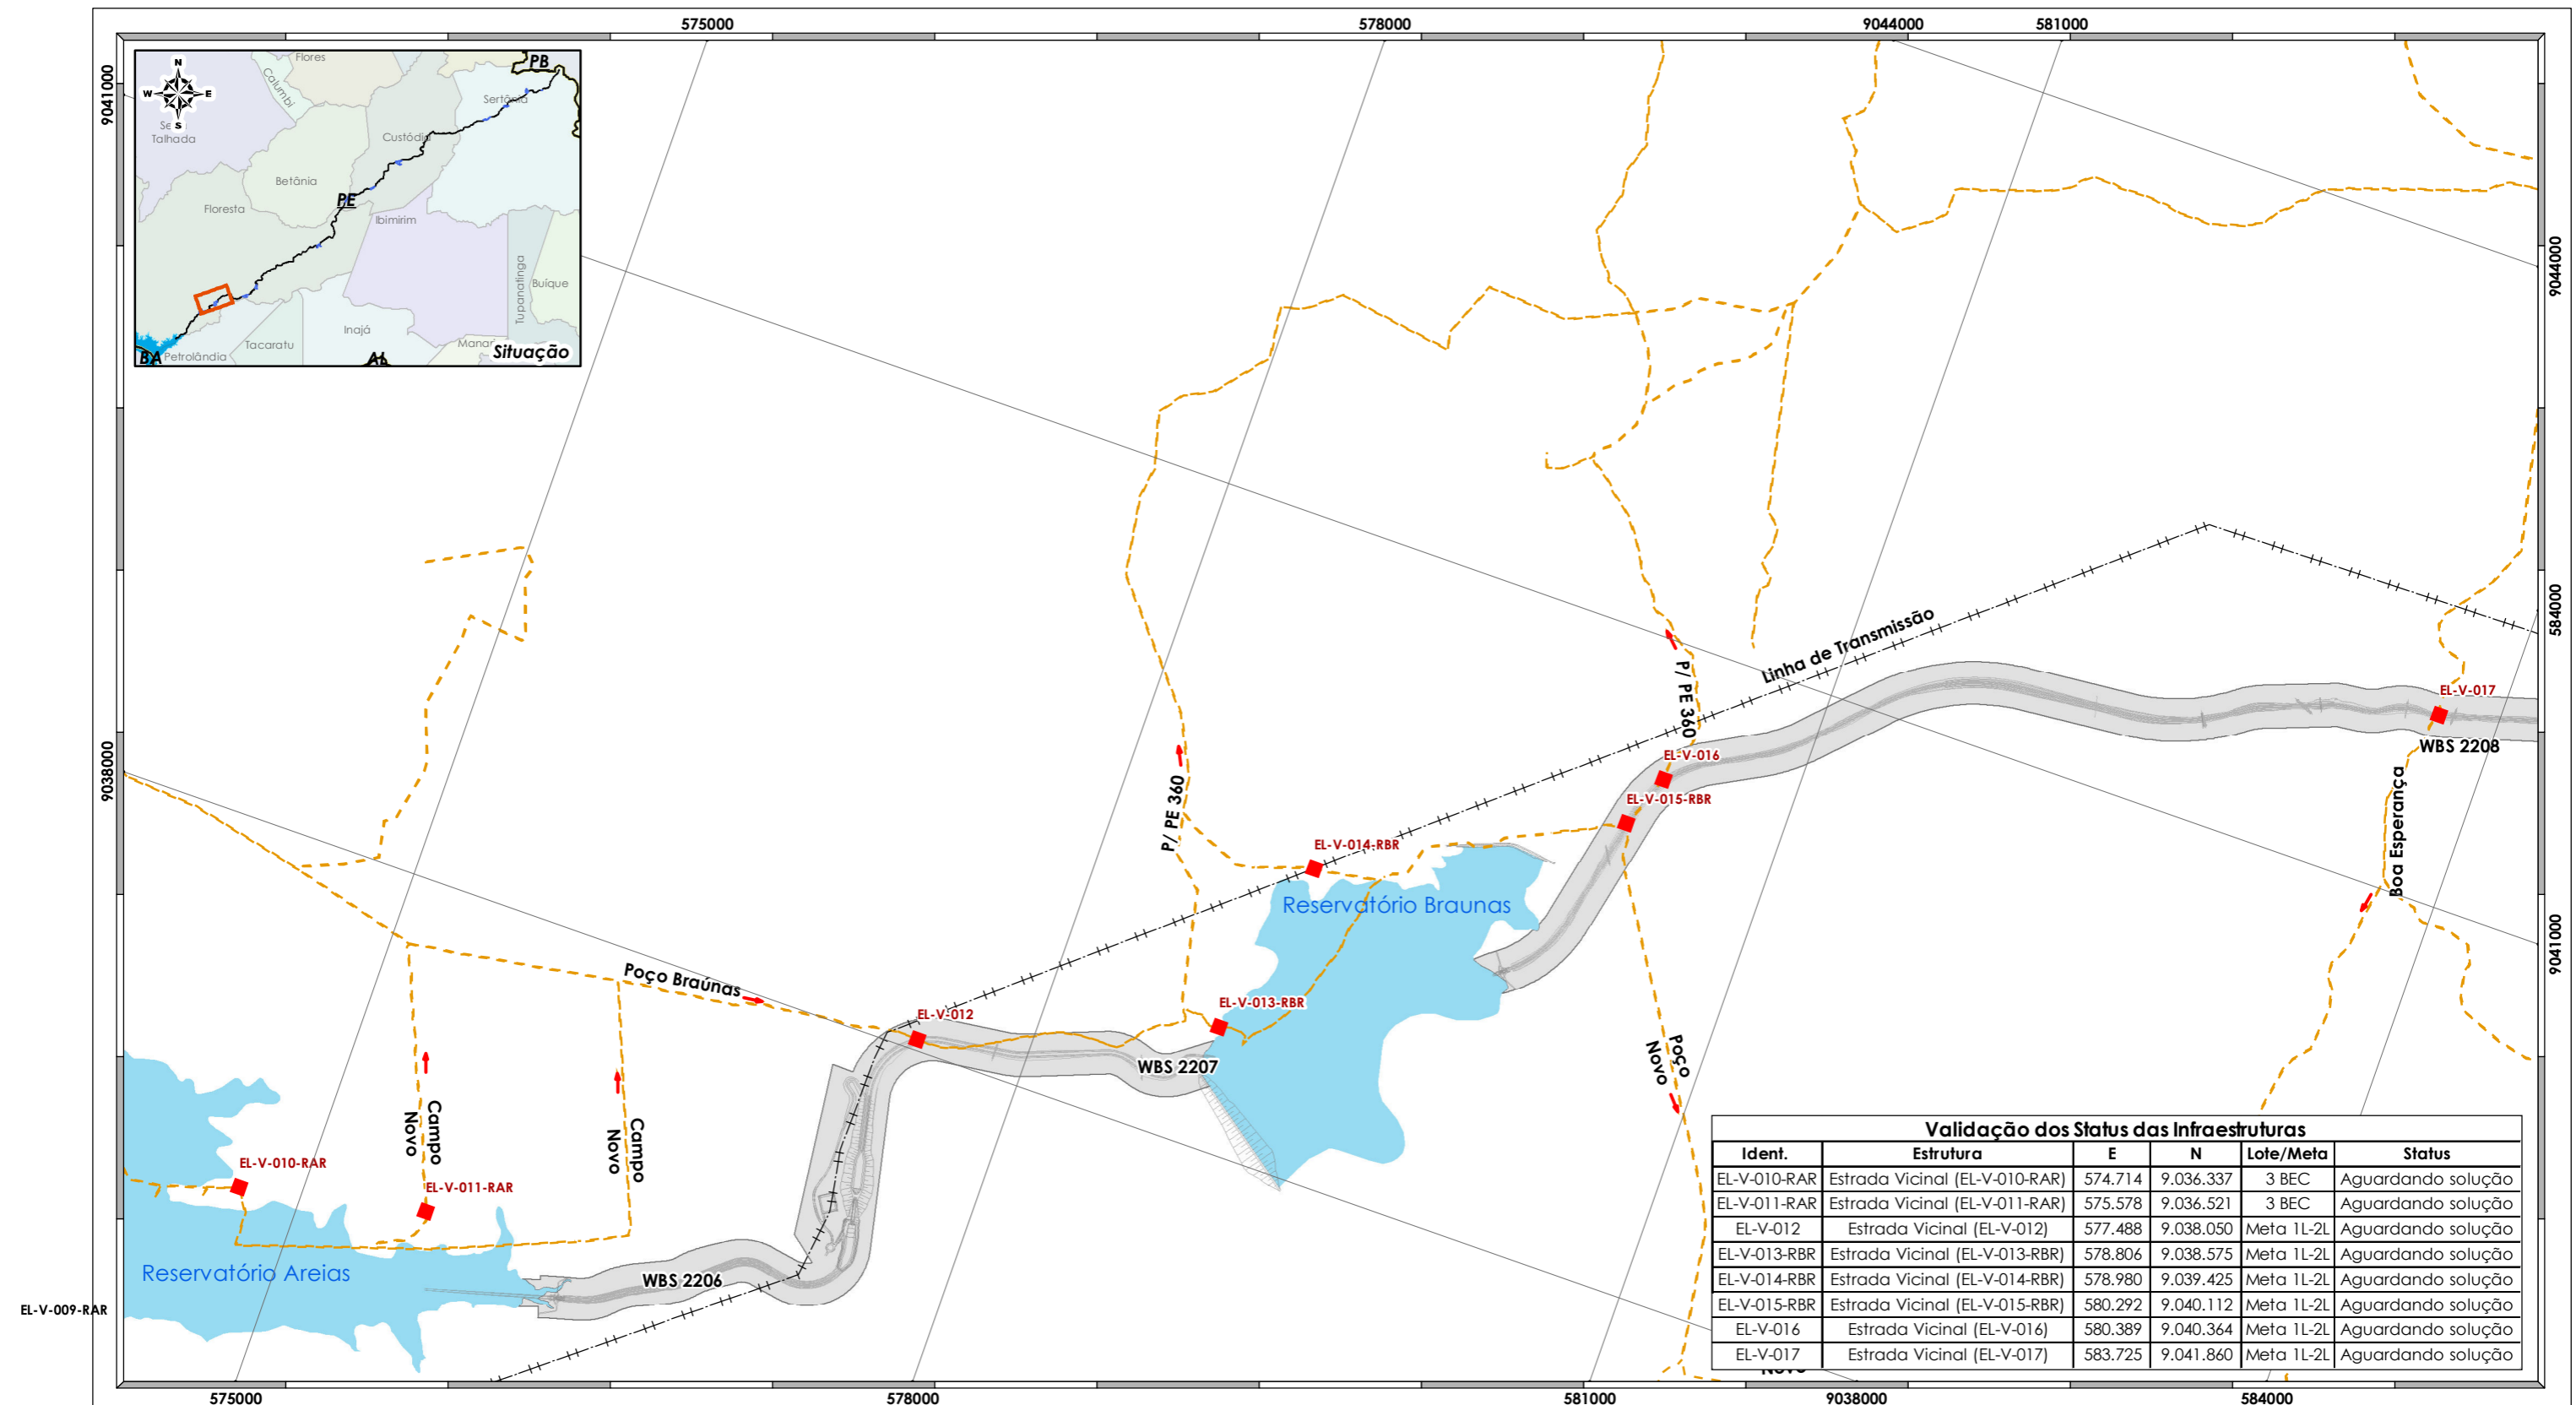 575000
578000
9044000
581000
9041000
Flores
PB
N
W
E
S
Calumbi
Sertânia
Talhada
Custódia
Betânia
PE
Floresta
Ibimirim
Tupanatinga
Buíque
Inajá
Tacaratu
BA
Petrolândia
AL
Situação
9044000
584000
Linha de Transmissão
P/ PE 360
EL-V-017
WBS 2208
EL-V-016
9038000
EL-V-015-RBR
P/ PE 360
Boa Esperança
EL-V-014-RBR
Reservatório Braunas
9041000
Poço Braúnas
EL-V-013-RBR
EL-V-012
WBS 2207
Poço
Novo
Campo
Novo
Campo
Novo
EL-V-010-RAR
EL-V-011-RAR
Reservatório Areias
WBS 2206
EL-V-009-RAR
Validação dos Status das Infraestruturas
Ident. Estrutura E N Lote/Meta Status
EL-V-010-RAR Estrada Vicinal (EL-V-010-RAR) 574.714 9.036.337 3 BEC Aguardando solução
EL-V-011-RAR Estrada Vicinal (EL-V-011-RAR) 575.578 9.036.521 3 BEC Aguardando solução
EL-V-012 Estrada Vicinal (EL-V-012) 577.488 9.038.050 Meta 1L-2L Aguardando solução
EL-V-013-RBR Estrada Vicinal (EL-V-013-RBR) 578.806 9.038.575 Meta 1L-2L Aguardando solução
EL-V-014-RBR Estrada Vicinal (EL-V-014-RBR) 578.980 9.039.425 Meta 1L-2L Aguardando solução
EL-V-015-RBR Estrada Vicinal (EL-V-015-RBR) 580.292 9.040.112 Meta 1L-2L Aguardando solução
EL-V-016 Estrada Vicinal (EL-V-016) 580.389 9.040.364 Meta 1L-2L Aguardando solução
EL-V-017 Estrada Vicinal (EL-V-017) 583.725 9.041.860 Meta 1L-2L Aguardando solução
575000
578000
581000
9038000
584000